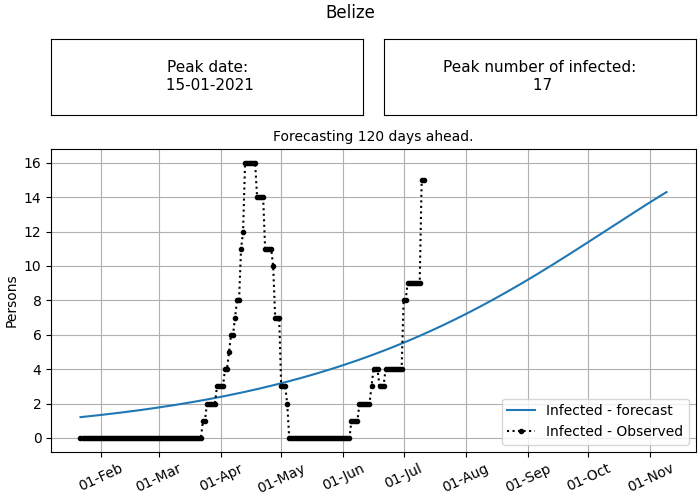 Belize
Peak date:
15-01-2021
Peak number of infected:
17
Forecasting 120 days ahead.
16
14
12
10
8
6
4
2
0
Persons
Infected - forecast
Infected - Observed
01-Feb
01-Mar
01-Apr
01-May
01-Jun
01-Jul
01-Aug
01-Sep
01-Oct
01-Nov